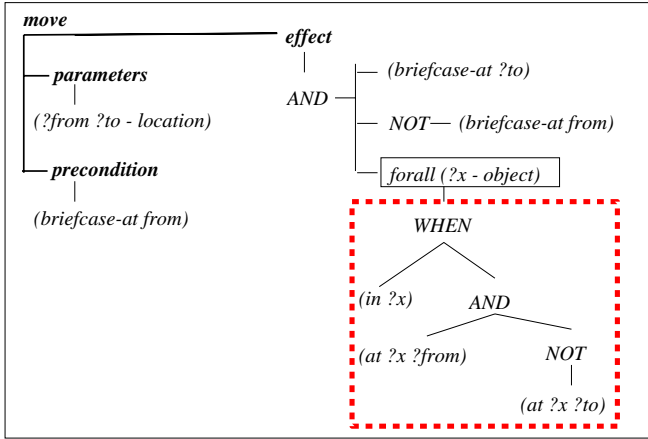 move
effect
parameters
(?from ?to - location)
precondition
(briefcase-at from)
AND
(briefcase-at ?to)
NOT
(briefcase-at from)
forall (?x - object)
WHEN
(in ?x)
AND
(at ?x ?from)
NOT
(at ?x ?to)